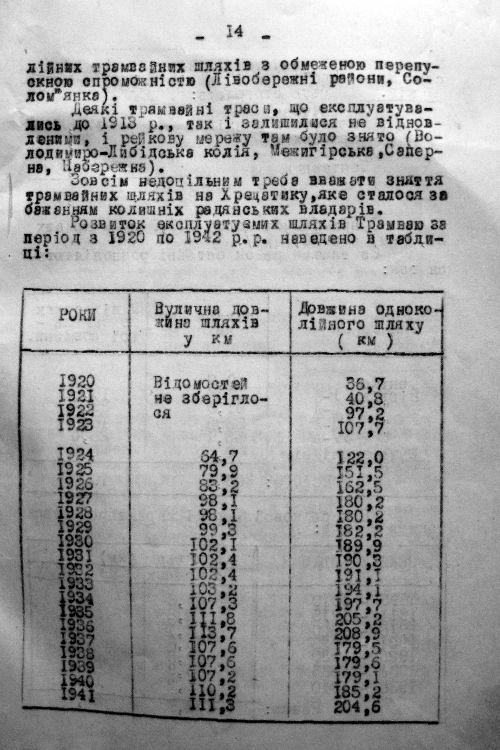 - 14 -
лійних трамвайних шляхів з обмеженою перепу-
скною спроможністю (Лівобережні райони, Со-
лом"янка).
Деякі трамвайні траси, що експлуатува-
лись до 1913 р., так і залишилися не віднов-
леними, і рейкову мережу там було знято (Во-
лодимиро-Либідська колія, Межигірська,Сапер-
на, Набережна).
Зовсім недоцільним треба вважати зняття
трамвайних шляхів на Хрещатику,яке сталося за
бажанням колишніх радянських владарів.
Розвиток експлуатуємих шляхів Трамваю за
період з 1920 по 1942 р.р. наведено в табли-
ці:
РОКИ Вулична дов- Довжина одноко-
жина шляхів лійного шляху
у км ( км )
1920 Відомостей 36,7
1921 не зберігло- 40,8
1922 ся 97,2
1923 107,7
1924 64,7 122,0
1925 79,9 151,5
1926 83,2 162,5
1927 98,1 180,2
1928 98,1 180,2
1929 99,3 182,2
1930 102,1 189,9
1931 102,4 190,3
1932 102,4 191,1
1933 103,2 194,1
1934 107,3 197,7
1935 111,8 205,2
1936 113,7 208,9
1937 107,6 179,5
1938 107,6 179,6
1939 107,2 179,1
1940 110,2 185,2
1941 111,3 204,6